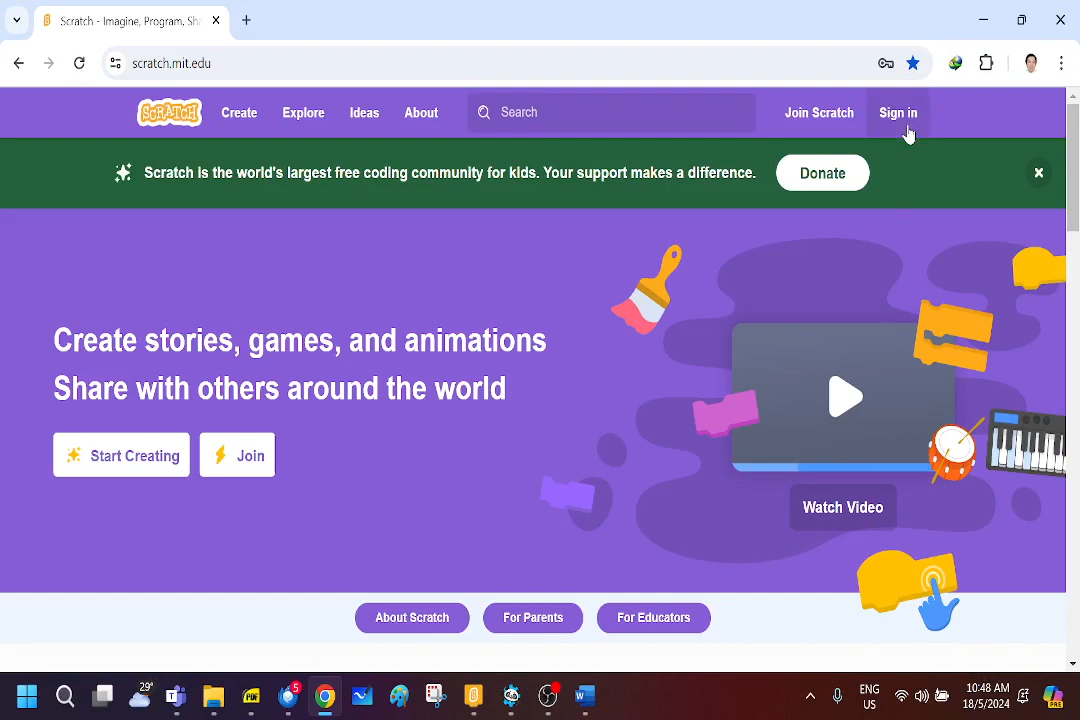 Scratch - Imagine, Program, Sh
scratch.mit.edu
SCRATCH
Create
Explore
Ideas
About
Search
Join Scratch
Sign in
Scratch is the world's largest free coding community for kids. Your support makes a difference.
Donate
Create stories, games, and animations
Share with others around the world
Start Creating
Join
Watch Video
About Scratch
For Parents
For Educators
29°
PDF
5
ENG
US
10:48 AM
18/5/2024
PRE